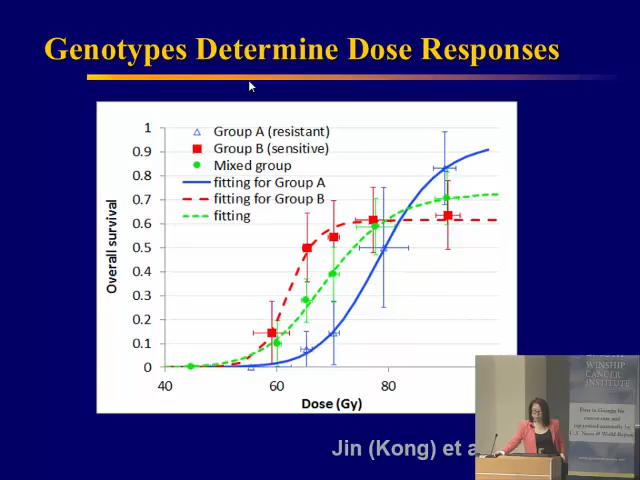 Genotypes Determine Dose Responses
Group A (resistant)
Group B (sensitive)
Mixed group
fitting for Group A
fitting for Group B
fitting
1
0.9
0.8
0.7
0.6
0.5
0.4
0.3
0.2
0.1
0
Overall survival
40
60
80
Dose (Gy)
Jin (Kong) et a
WINSHIP
CANCER
INSTITUTE